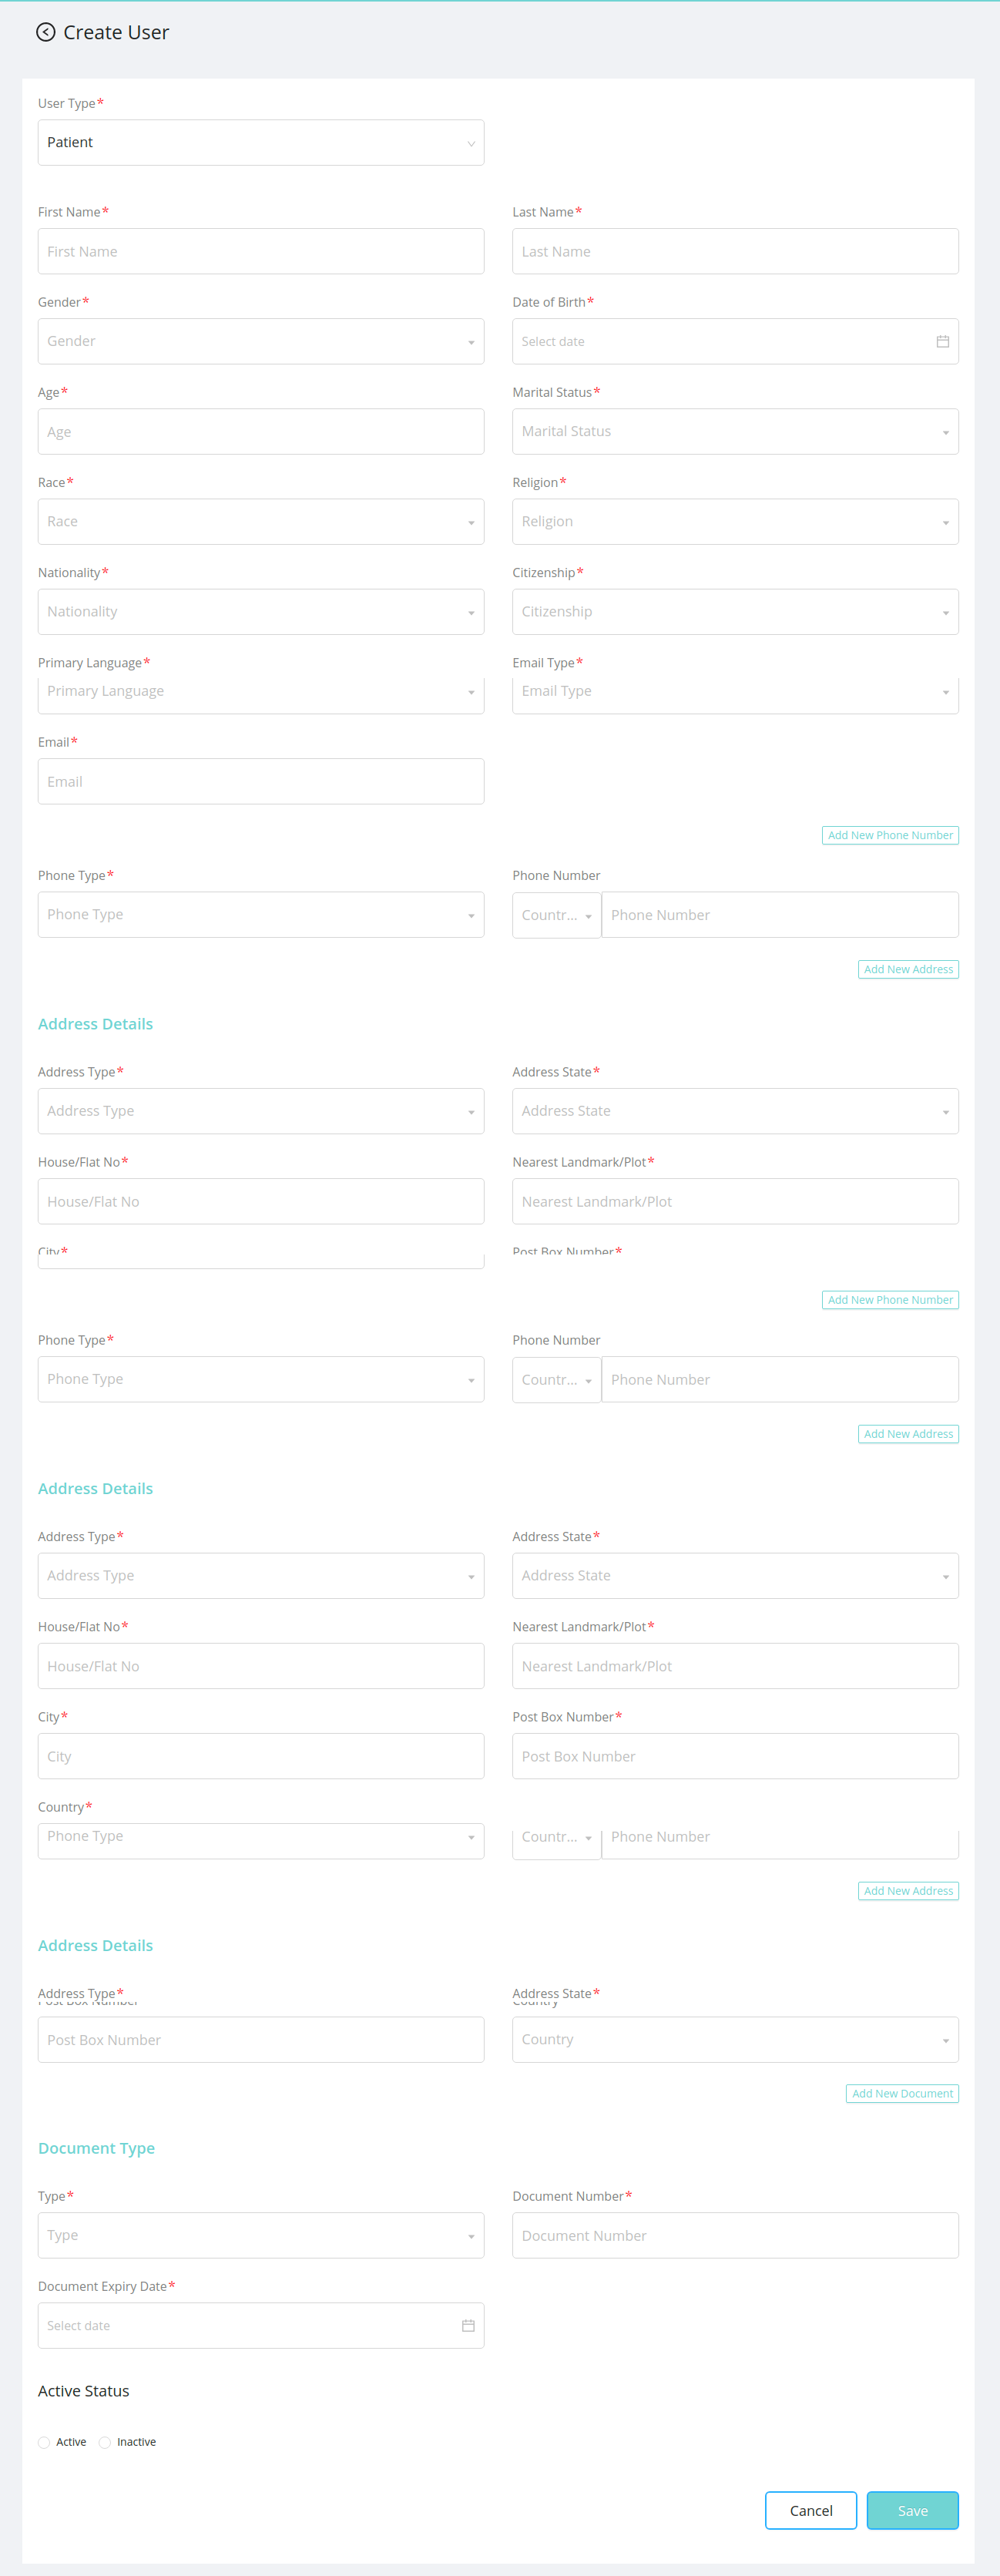 Create User
User Type*
Patient
First Name* Last Name*
First Name Last Name
Gender* Date of Birth*
Gender Select date
Age* Marital Status*
Age Marital Status
Race* Religion*
Race Religion
Nationality* Citizenship*
Nationality Citizenship
Primary Language* Email Type*
Primary Language Email Type
Email*
Email
Add New Phone Number
Phone Type* Phone Number
Phone Type Countr... Phone Number
Add New Address
Address Details
Address Type* Address State*
Address Type Address State
House/Flat No* Nearest Landmark/Plot*
House/Flat No Nearest Landmark/Plot
City* Post Box Number*
Add New Phone Number
Phone Type* Phone Number
Phone Type Countr... Phone Number
Add New Address
Address Details
Address Type* Address State*
Address Type Address State
House/Flat No* Nearest Landmark/Plot*
House/Flat No Nearest Landmark/Plot
City* Post Box Number*
City Post Box Number
Country*
Phone Type Countr... Phone Number
Add New Address
Address Details
Address Type* Address State*
Post Box Number Country
Post Box Number Country
Add New Document
Document Type
Type* Document Number*
Type Document Number
Document Expiry Date*
Select date
Active Status
Active Inactive
Cancel Save